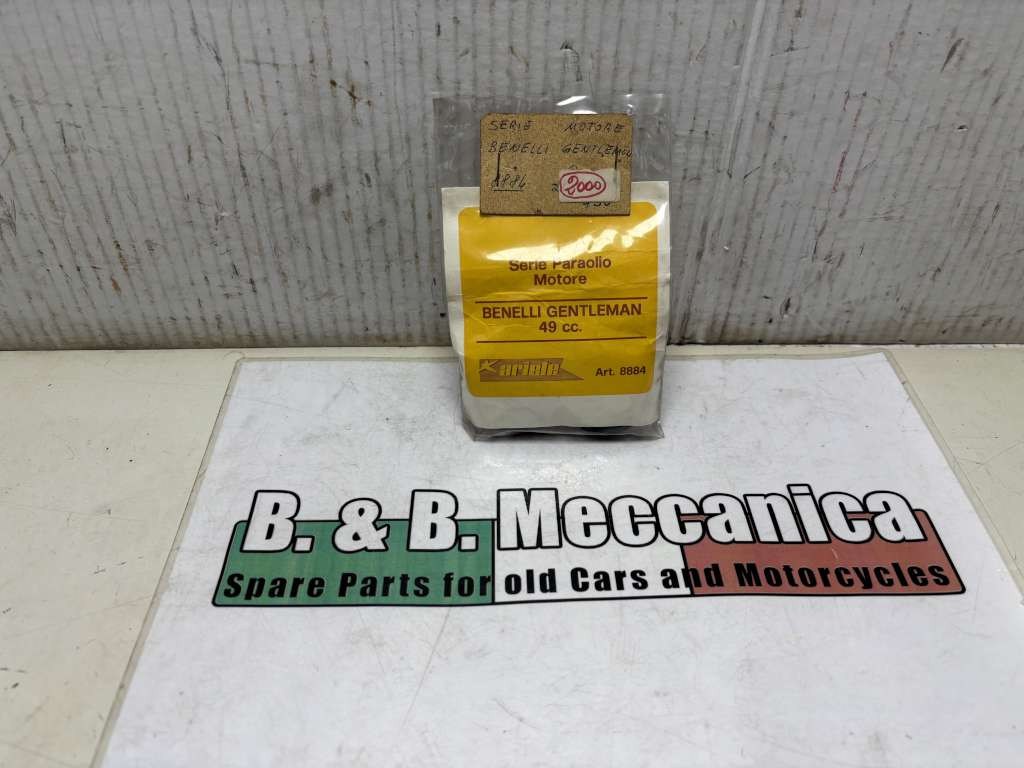 SERIE MOTORE
BENELLI GENTLEMAN
8884
2000
Serie Paraolio
Motore
BENELLI GENTLEMAN
49 cc.
ariete
Art. 8884
B. & B. Meccanica
Spare Parts for old Cars and Motorcycles